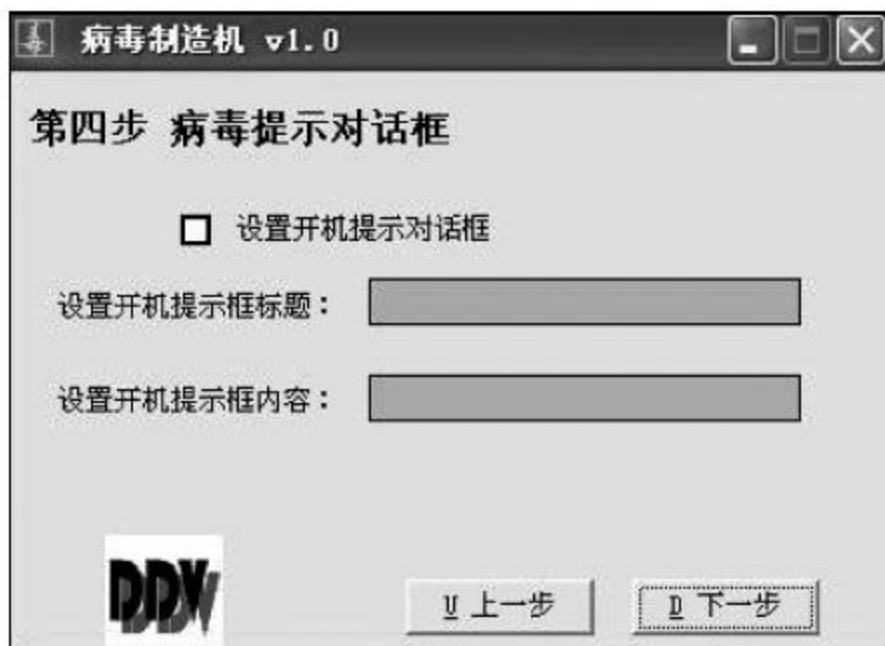 病毒制造机 v1.0
第四步 病毒提示对话框
设置开机提示对话框
设置开机提示框标题：
设置开机提示框内容：
DDV
U 上一步
D 下一步